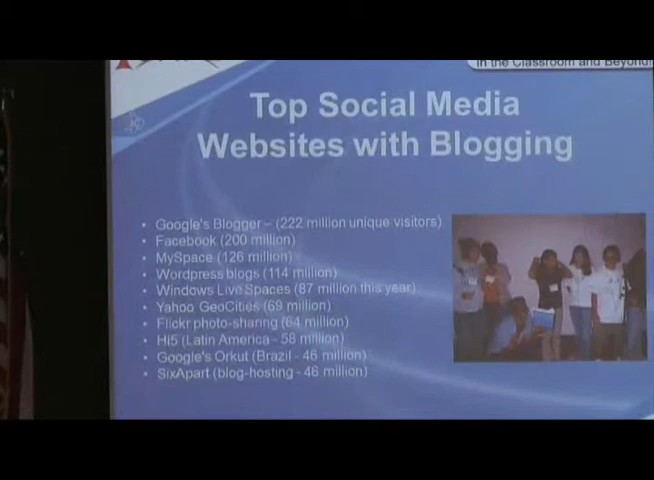 in the Classroom and Beyond!
Top Social Media
Websites with Blogging
• Google's Blogger – (222 million unique visitors)
• Facebook (200 million)
• MySpace (126 million)
• Wordpress blogs (114 million)
• Windows Live Spaces (87 million this year)
• Yahoo GeoCities (69 million)
• Flickr photo-sharing (64 million)
• Hi5 (Latin America - 58 million)
• Google's Orkut (Brazil - 46 million)
• SixApart (blog-hosting - 46 million)